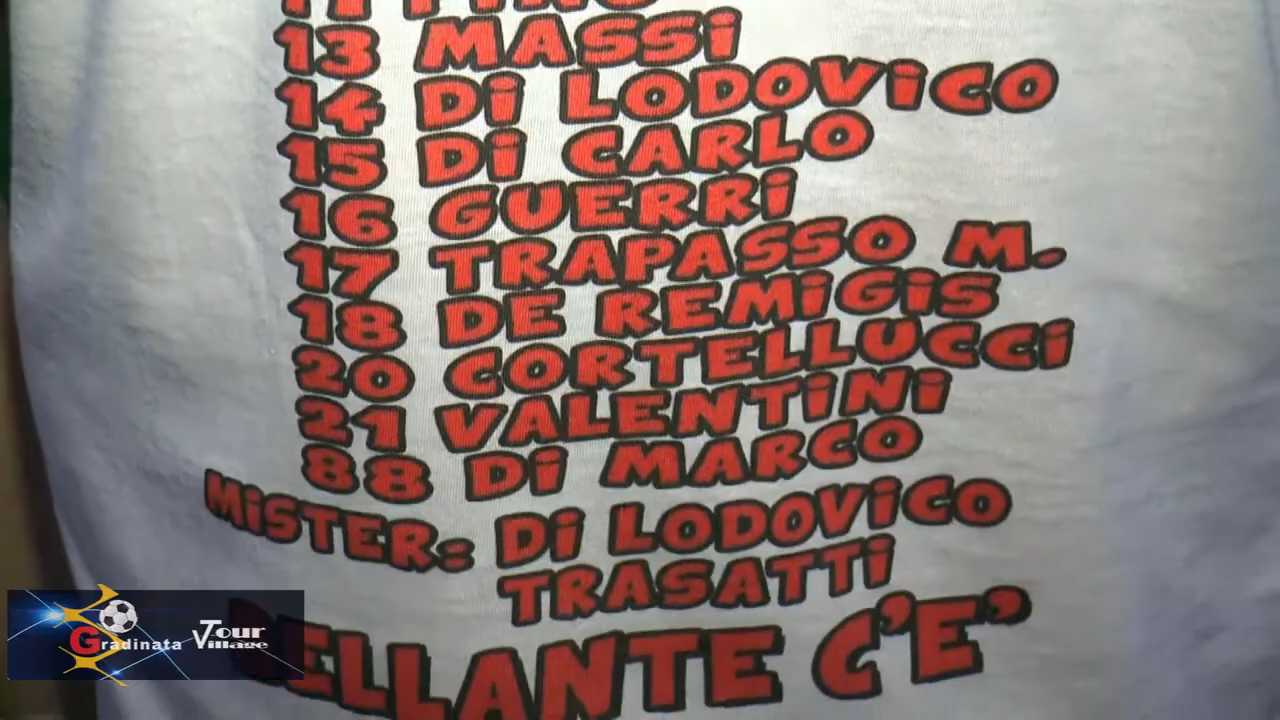 13 MASSi
14 Di LODOViCO
15 Di CARLO
16 GUERRi
17 TRAPASSO M.
18 DE REMiGiS
20 CORTELLUCCi
21 VALENTiNi
88 Di MARCO
MiSTER: Di LODOViCO
TRASATTi
BELLANTE C'E'
Gradinata Tour Village